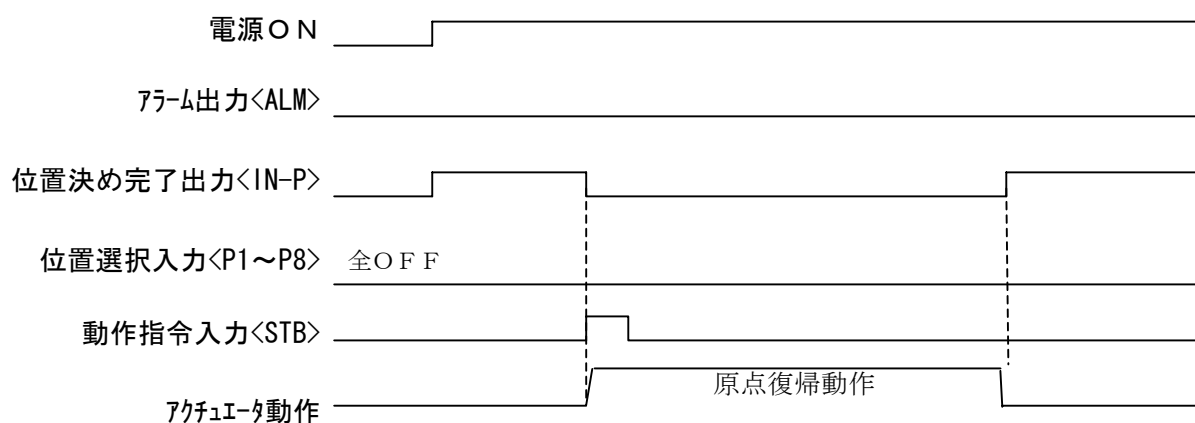 電源ＯＮ
ｱﾗｰﾑ出力<ALM>
位置決め完了出力<IN-P>
位置選択入力<P1～P8> 全ＯＦＦ
動作指令入力<STB>
原点復帰動作
ｱｸﾁｭｴｰﾀ動作